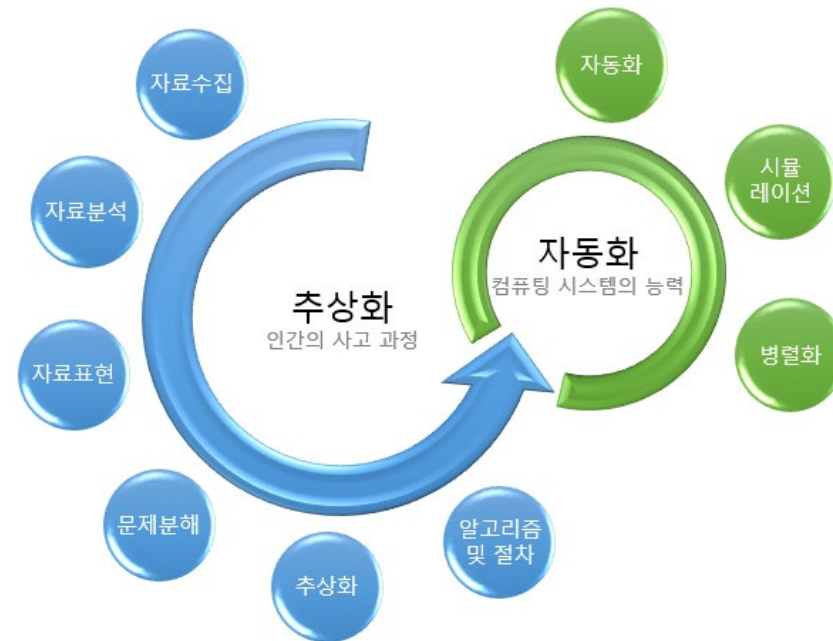 자료수집
자료분석
자료표현
문제분해
추상화
알고리즘
및 절차
추상화
인간의 사고 과정
자동화
시뮬
레이션
병렬화
자동화
컴퓨팅 시스템의 능력